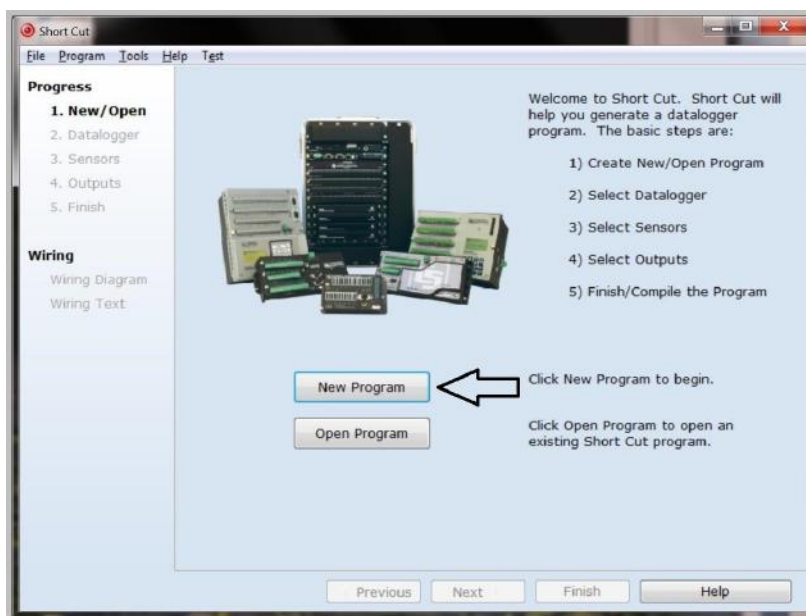 Short Cut
File Program Tools Help Test
Progress
1. New/Open
2. Datalogger
3. Sensors
4. Outputs
5. Finish
Wiring
Wiring Diagram
Wiring Text
Welcome to Short Cut. Short Cut will
help you generate a datalogger
program. The basic steps are:
1) Create New/Open Program
2) Select Datalogger
3) Select Sensors
4) Select Outputs
5) Finish/Compile the Program
New Program
Click New Program to begin.
Open Program
Click Open Program to open an
existing Short Cut program.
Previous Next Finish Help